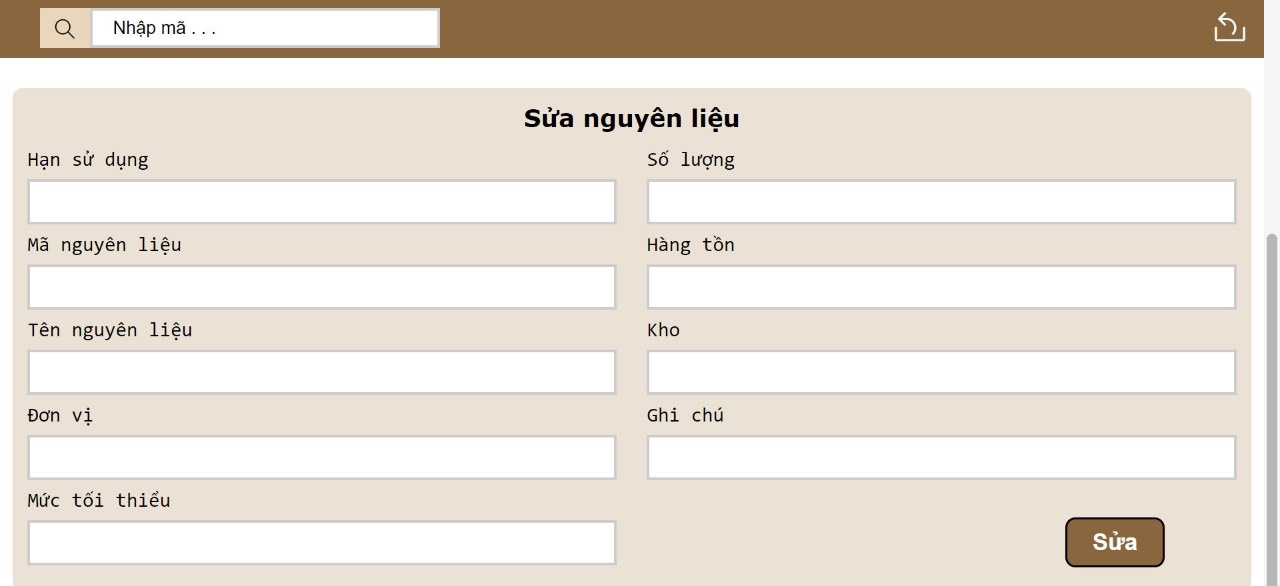 Nhập mã . . .
Sửa nguyên liệu
Hạn sử dụng
Số lượng
Mã nguyên liệu
Hàng tồn
Tên nguyên liệu
Kho
Đơn vị
Ghi chú
Mức tối thiểu
Sửa